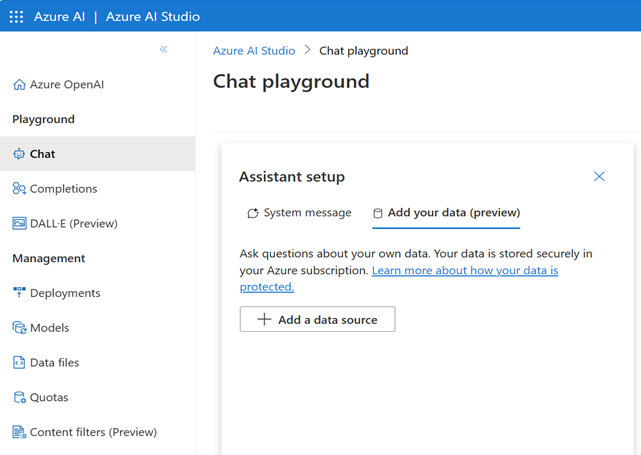 Azure AI | Azure AI Studio
«
Azure AI Studio > Chat playground
Chat playground
Azure OpenAI
Playground
Chat
Completions
DALL·E (Preview)
Management
Deployments
Models
Data files
Quotas
Content filters (Preview)
Assistant setup
System message
Add your data (preview)
Ask questions about your own data. Your data is stored securely in
your Azure subscription. Learn more about how your data is
protected.
Add a data source